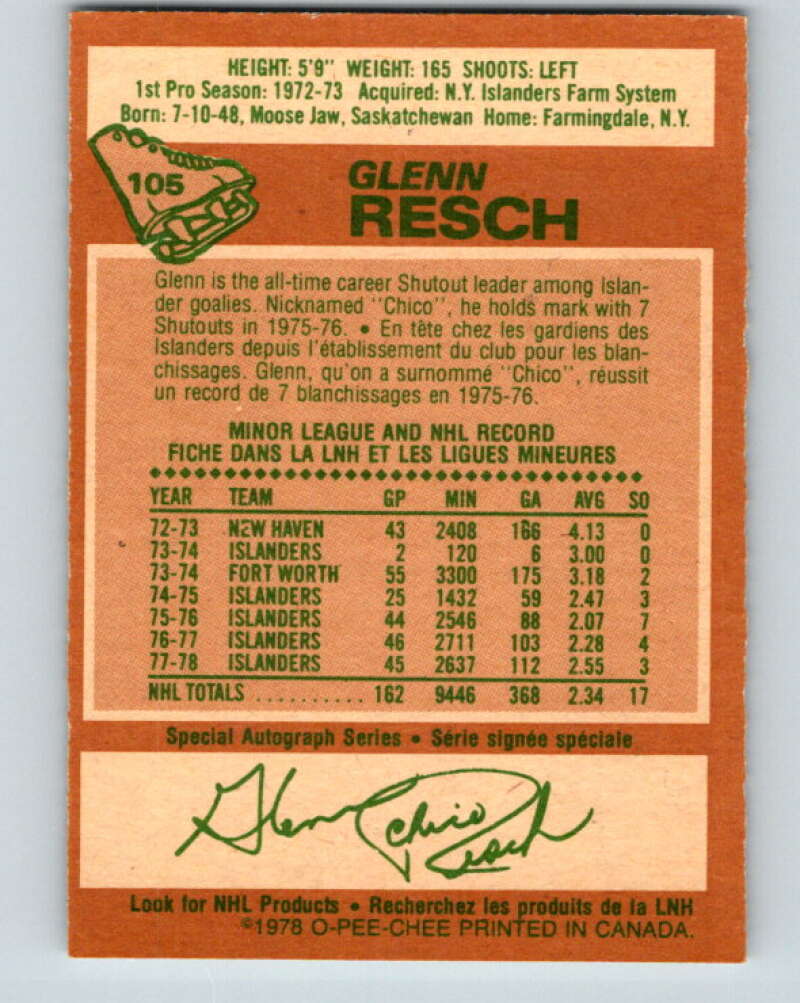 HEIGHT: 5'9" WEIGHT: 165 SHOOTS: LEFT
1st Pro Season: 1972-73 Acquired: N.Y. Islanders Farm System
Born: 7-10-48, Moose Jaw, Saskatchewan Home: Farmingdale, N.Y.
105
GLENN
RESCH
Glenn is the all-time career Shutout leader among Islan-
der goalies. Nicknamed "Chico", he holds mark with 7
Shutouts in 1975-76. • En tête chez les gardiens des
Islanders depuis l'établissement du club pour les blan-
chissages. Glenn, qu'on a surnommé "Chico", réussit
un record de 7 blanchissages en 1975-76.
MINOR LEAGUE AND NHL RECORD
FICHE DANS LA LNH ET LES LIGUES MINEURES
YEAR TEAM GP MIN GA AVG SO
72-73 NEW HAVEN 43 2408 166 4.13 0
73-74 ISLANDERS 2 120 6 3.00 0
73-74 FORT WORTH 55 3300 175 3.18 2
74-75 ISLANDERS 25 1432 59 2.47 3
75-76 ISLANDERS 44 2546 88 2.07 7
76-77 ISLANDERS 46 2711 103 2.28 4
77-78 ISLANDERS 45 2637 112 2.55 3
NHL TOTALS .......... 162 9446 368 2.34 17
Special Autograph Series • Série signée spéciale
Glenn Chico Resch
Look for NHL Products • Recherchez les produits de la LNH
©1978 O-PEE-CHEE PRINTED IN CANADA.